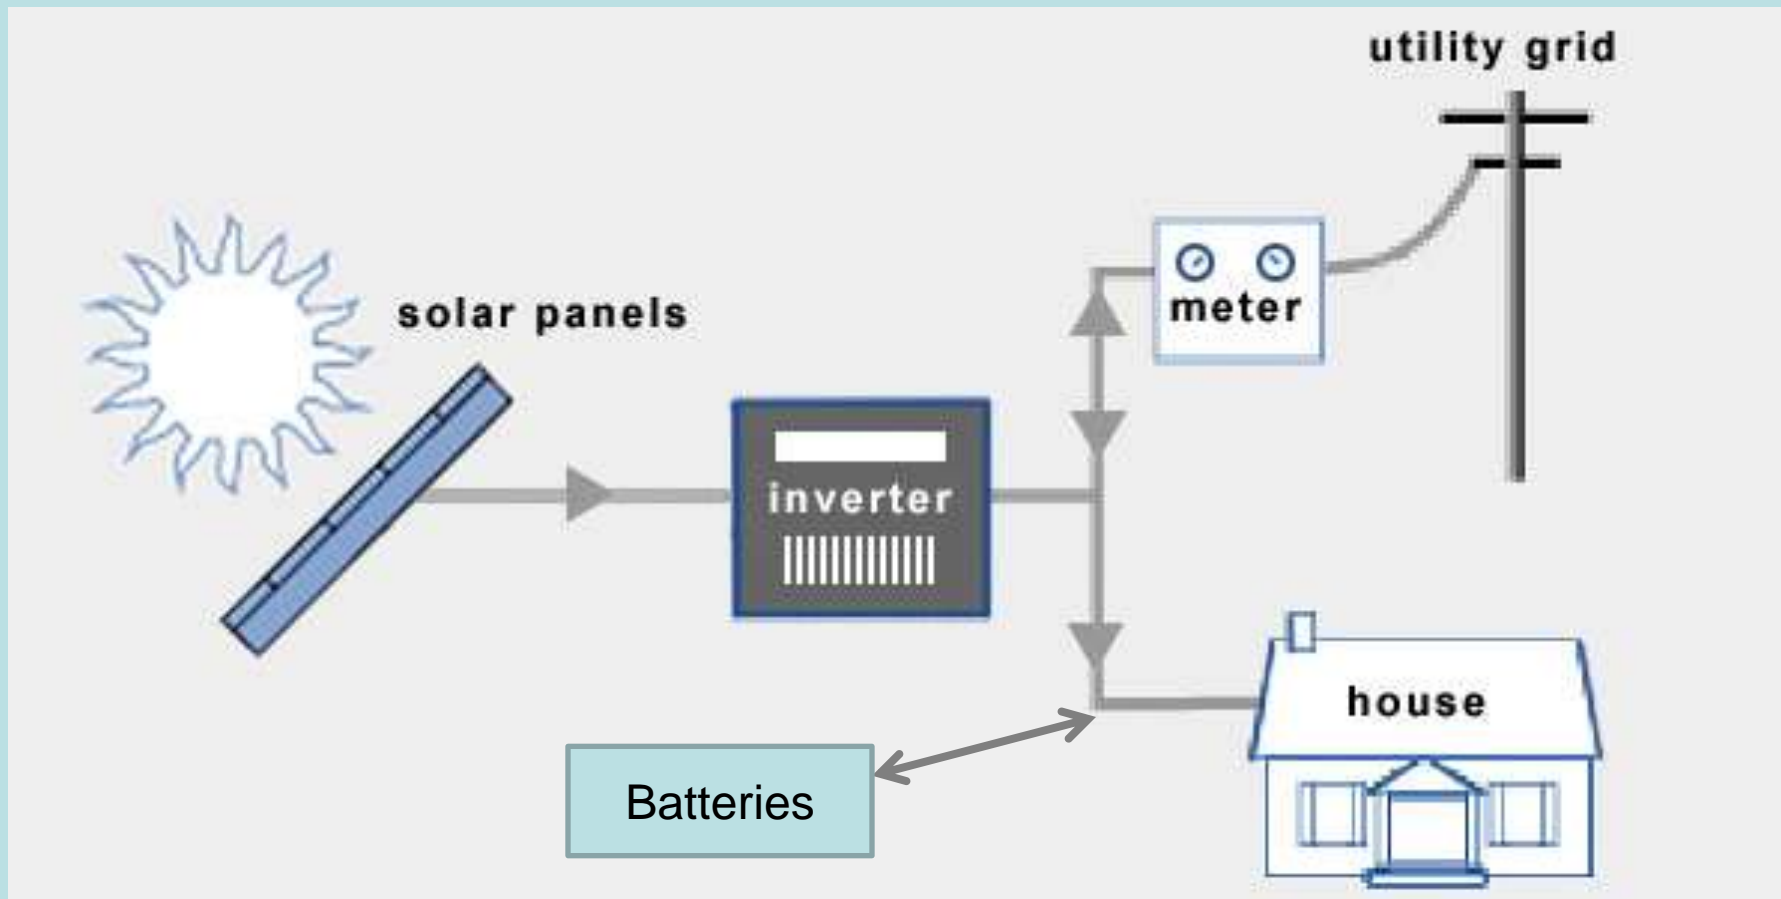 utility grid
solar panels
meter
inverter
house
Batteries